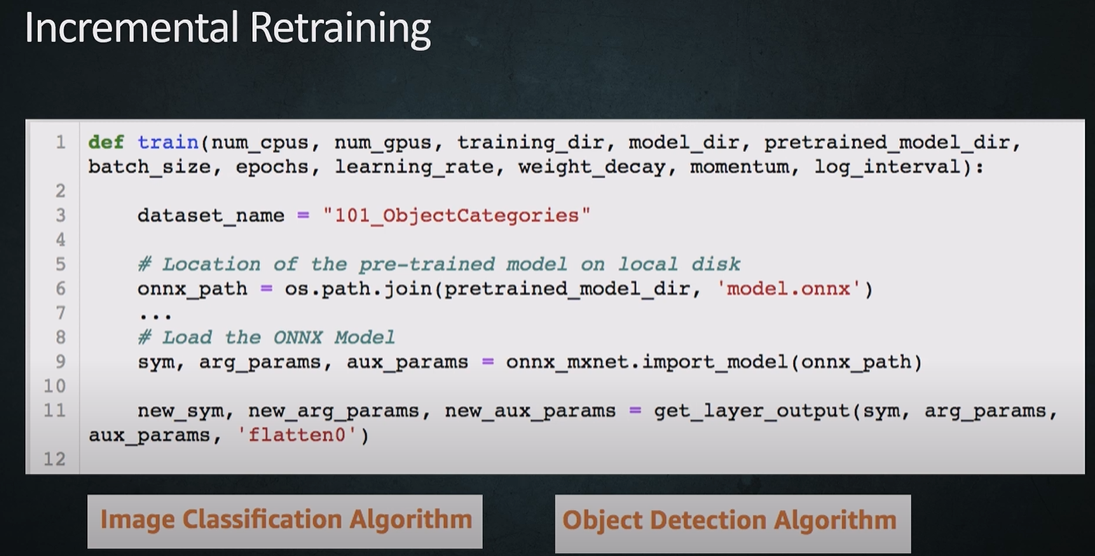 Incremental Retraining
1 def train(num_cpus, num_gpus, training_dir, model_dir, pretrained_model_dir,
batch_size, epochs, learning_rate, weight_decay, momentum, log_interval):
2
3 dataset_name = "101_ObjectCategories"
4
5 # Location of the pre-trained model on local disk
6 onnx_path = os.path.join(pretrained_model_dir, 'model.onnx')
7 ...
8 # Load the ONNX Model
9 sym, arg_params, aux_params = onnx_mxnet.import_model(onnx_path)
10
11 new_sym, new_arg_params, new_aux_params = get_layer_output(sym, arg_params,
aux_params, 'flatten0')
12
Image Classification Algorithm
Object Detection Algorithm